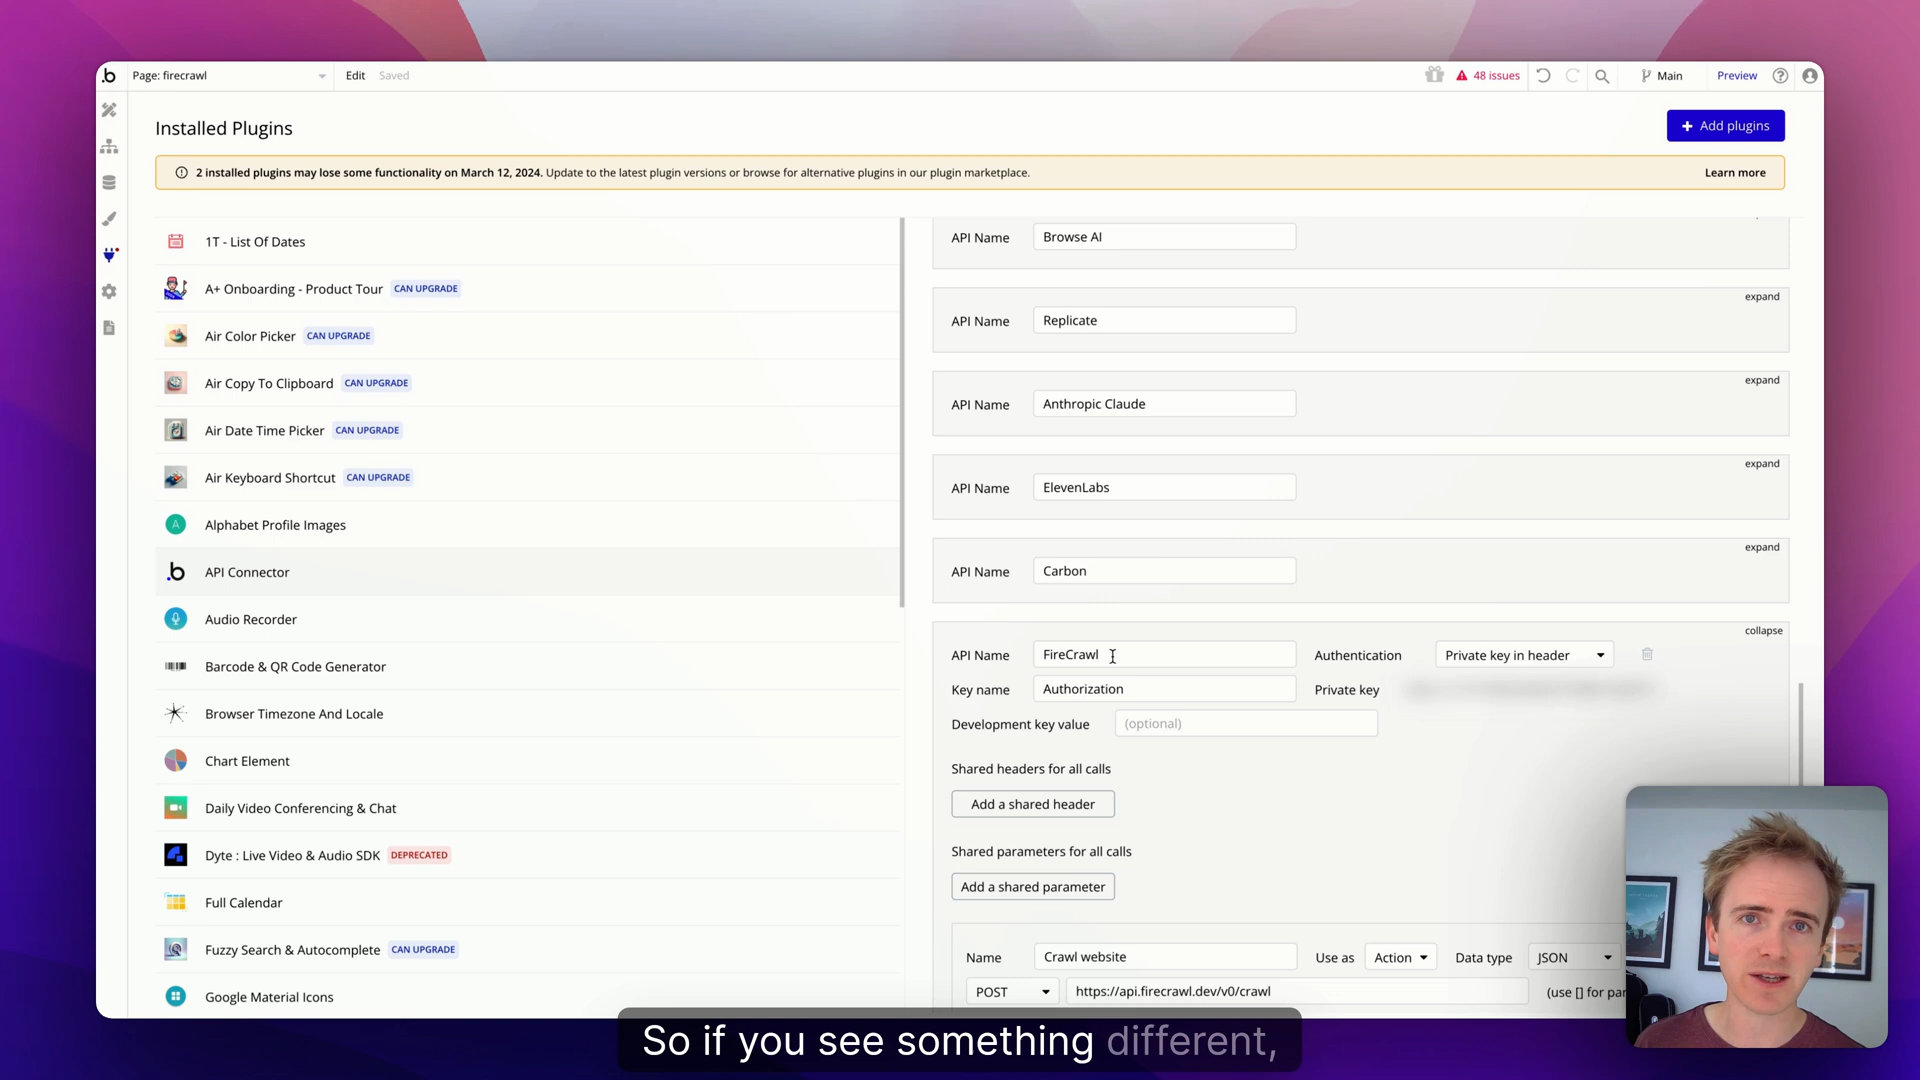 .b Page: firecrawl Edit Saved 48 issues Main Preview
Installed Plugins
+ Add plugins
2 installed plugins may lose some functionality on March 12, 2024. Update to the latest plugin versions or browse for alternative plugins in our plugin marketplace. Learn more
1T - List Of Dates
A+ Onboarding - Product Tour CAN UPGRADE
Air Color Picker CAN UPGRADE
Air Copy To Clipboard CAN UPGRADE
Air Date Time Picker CAN UPGRADE
Air Keyboard Shortcut CAN UPGRADE
A Alphabet Profile Images
.b API Connector
Audio Recorder
Barcode & QR Code Generator
Browser Timezone And Locale
Chart Element
Daily Video Conferencing & Chat
Dyte : Live Video & Audio SDK DEPRECATED
Full Calendar
Fuzzy Search & Autocomplete CAN UPGRADE
Google Material Icons
API Name Browse AI
expand
API Name Replicate
expand
API Name Anthropic Claude
expand
API Name ElevenLabs
expand
API Name Carbon
collapse
API Name FireCrawl Authentication Private key in header
Key name Authorization Private key
Development key value (optional)
Shared headers for all calls
Add a shared header
Shared parameters for all calls
Add a shared parameter
Name Crawl website Use as Action Data type JSON
POST https://api.firecrawl.dev/v0/crawl (use [] for
So if you see something different,